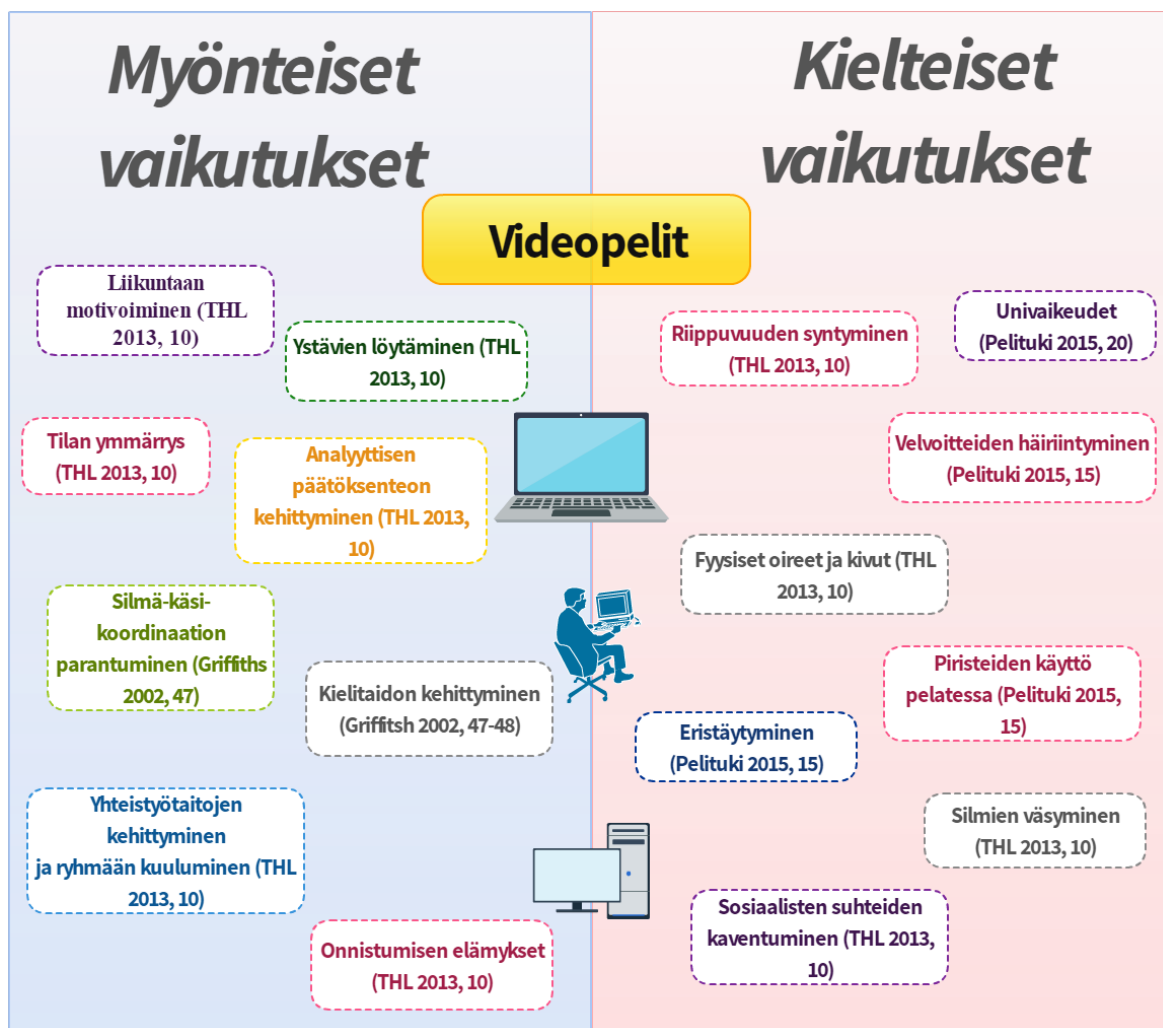 Myönteiset
vaikutukset
Kielteiset
vaikutukset
Videopelit
Liikuntaan
motivoiminen (THL
2013, 10)
Ystävien löytäminen (THL
2013, 10)
Tilan ymmärrys
(THL 2013, 10)
Analyyttisen
päätöksenteon
kehittyminen (THL 2013,
10)
Silmä-käsi-
koordinaation
parantuminen (Griffiths
2002, 47)
Kielitaidon kehittyminen
(Griffitsh 2002, 47-48)
Yhteistyötaitojen
kehittyminen
ja ryhmään kuuluminen (THL
2013, 10)
Onnistumisen elämykset
(THL 2013, 10)
Riippuvuuden syntyminen
(THL 2013, 10)
Univaikeudet
(Pelituki 2015, 20)
Velvoitteiden häiriintyminen
(Pelituki 2015, 15)
Fyysiset oireet ja kivut (THL
2013, 10)
Piristeiden käyttö
pelatessa (Pelituki 2015,
15)
Eristäytyminen
(Pelituki 2015, 15)
Silmien väsyminen
(THL 2013, 10)
Sosiaalisten suhteiden
kaventuminen (THL 2013,
10)